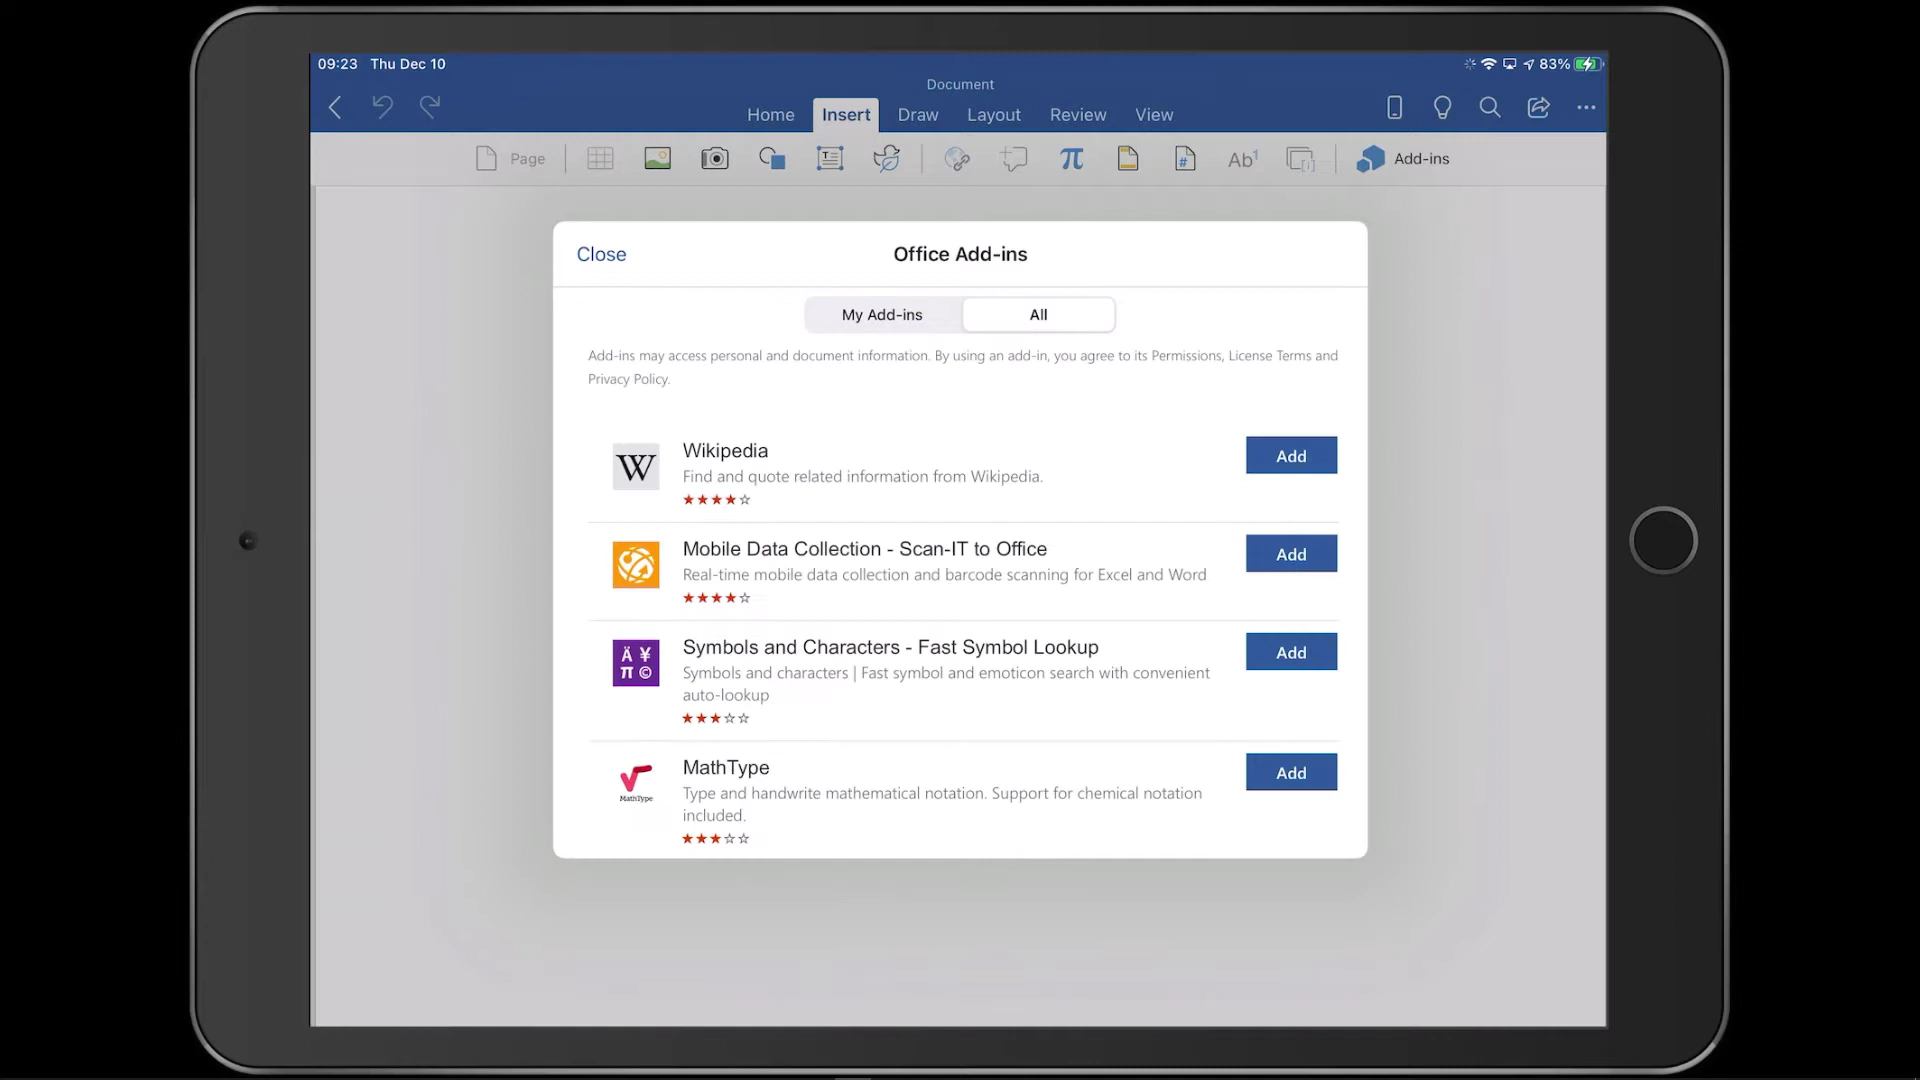 09:23 Thu Dec 10
83%
Document
Home Insert Draw Layout Review View
Page
Ab¹
Add-ins
Close
Office Add-ins
My Add-ins
All
Add-ins may access personal and document information. By using an add-in, you agree to its Permissions, License Terms and
Privacy Policy.
W
Wikipedia
Find and quote related information from Wikipedia.
Add
Mobile Data Collection - Scan-IT to Office
Real-time mobile data collection and barcode scanning for Excel and Word
Add
Ä ¥
π ©
Symbols and Characters - Fast Symbol Lookup
Symbols and characters | Fast symbol and emoticon search with convenient
auto-lookup
Add
MathType
MathType
Type and handwrite mathematical notation. Support for chemical notation
included.
Add